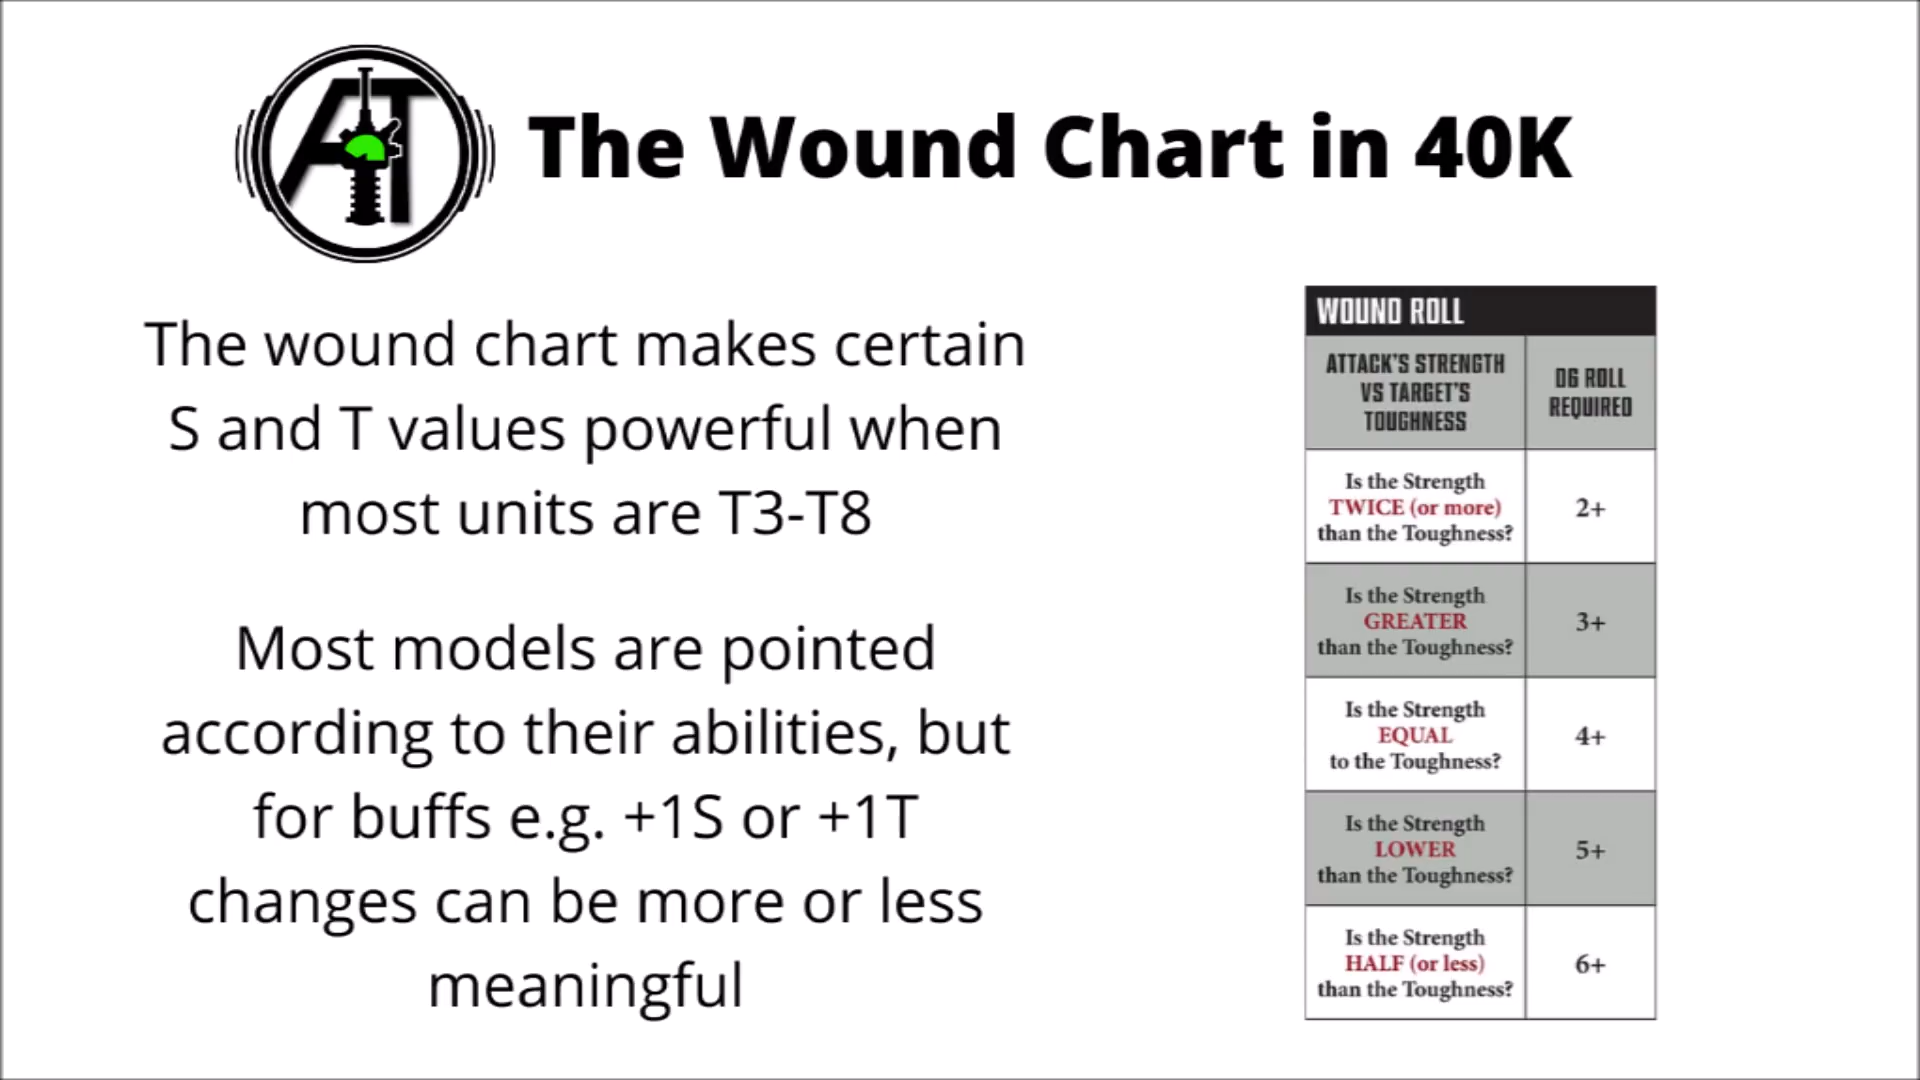 AT
The Wound Chart in 40K
The wound chart makes certain
S and T values powerful when
most units are T3-T8
Most models are pointed
according to their abilities, but
for buffs e.g. +1S or +1T
changes can be more or less
meaningful
WOUND ROLL
ATTACK'S STRENGTH
VS TARGET'S
TOUGHNESS
D6 ROLL
REQUIRED
Is the Strength
TWICE (or more)
than the Toughness?
2+
Is the Strength
GREATER
than the Toughness?
3+
Is the Strength
EQUAL
to the Toughness?
4+
Is the Strength
LOWER
than the Toughness?
5+
Is the Strength
HALF (or less)
than the Toughness?
6+